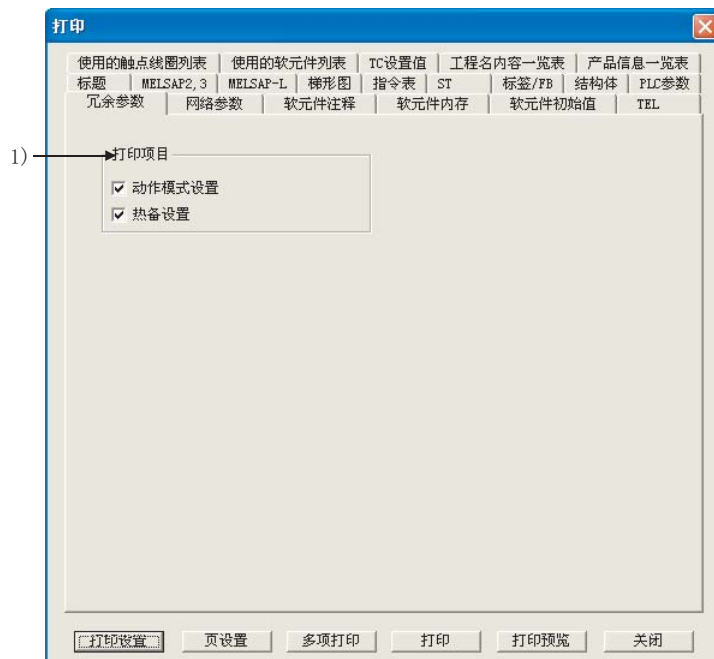 打印
使用的触点线圈列表 使用的软元件列表 TC设置值 工程名内容一览表 产品信息一览表
标题 MELSAP2,3 MELSAP-L 梯形图 指令表 ST 标签/FB 结构体 PLC参数
冗余参数 网络参数 软元件注释 软元件内存 软元件初始值 TEL
1) 打印项目
动作模式设置
热备设置
打印设置 页设置 多项打印 打印 打印预览 关闭